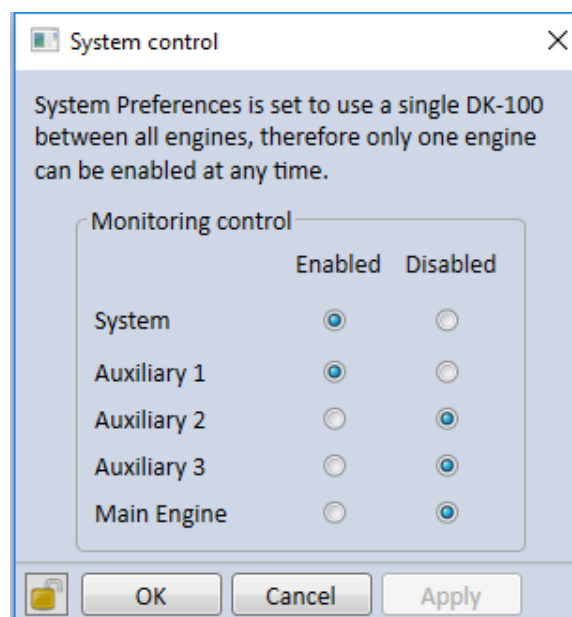 System control
System Preferences is set to use a single DK-100
between all engines, therefore only one engine
can be enabled at any time.
Monitoring control
Enabled Disabled
System
Auxiliary 1
Auxiliary 2
Auxiliary 3
Main Engine
OK Cancel Apply